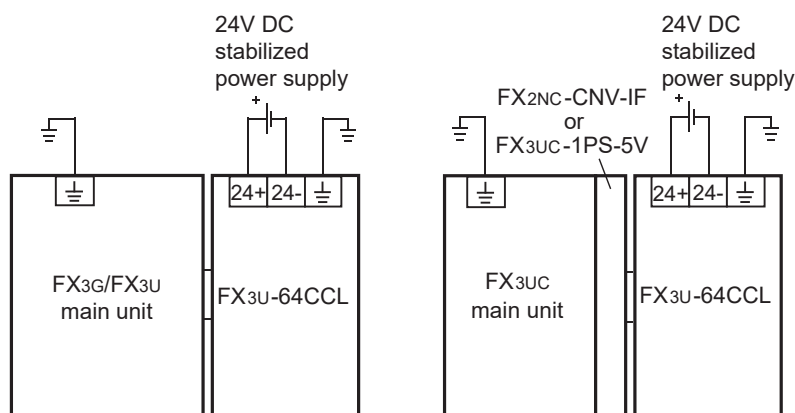 24V DC
stabilized
power supply
+
24+ 24-
FX3G/FX3U
main unit
FX3U-64CCL
24V DC
stabilized
power supply
FX2NC-CNV-IF
or
FX3UC-1PS-5V
+
24+ 24-
FX3UC
main unit
FX3U-64CCL